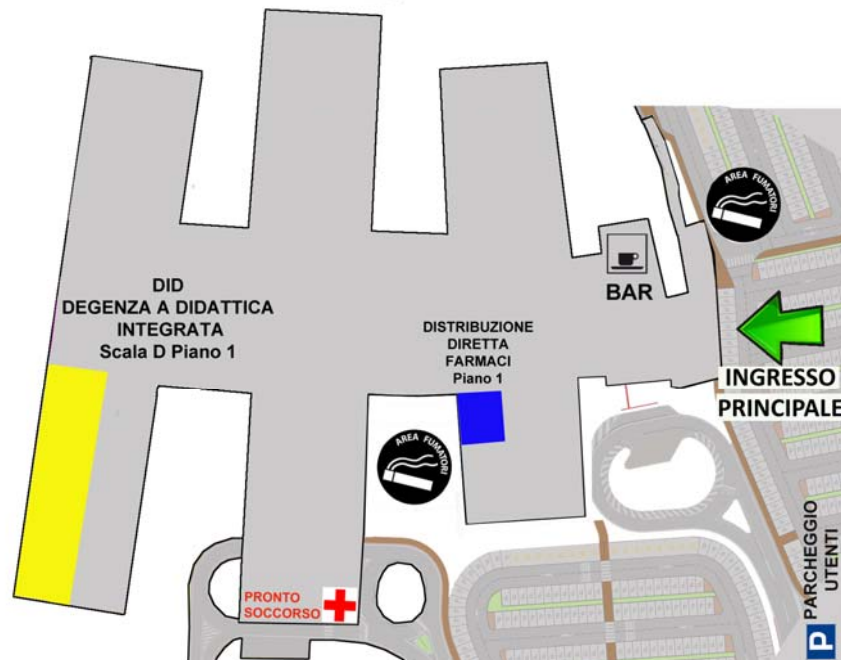 AREA FUMATORI
BAR
DID
DEGENZA A DIDATTICA
INTEGRATA
Scala D Piano 1
DISTRIBUZIONE
DIRETTA
FARMACI
Piano 1
INGRESSO
PRINCIPALE
AREA FUMATORI
PRONTO
SOCCORSO
P PARCHEGGIO
UTENTI